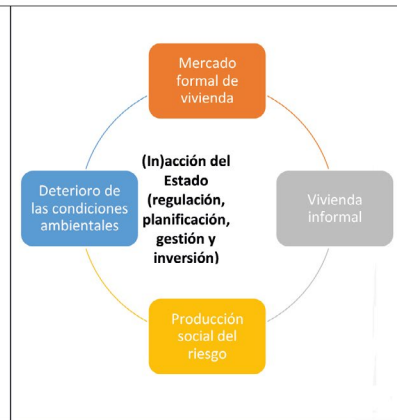 Mercado
formal de
vivienda
(In)acción del
Estado
(regulación,
planificación,
gestión y
inversión)
Deterioro de
las condiciones
ambientales
Vivienda
informal
Producción
social del
riesgo